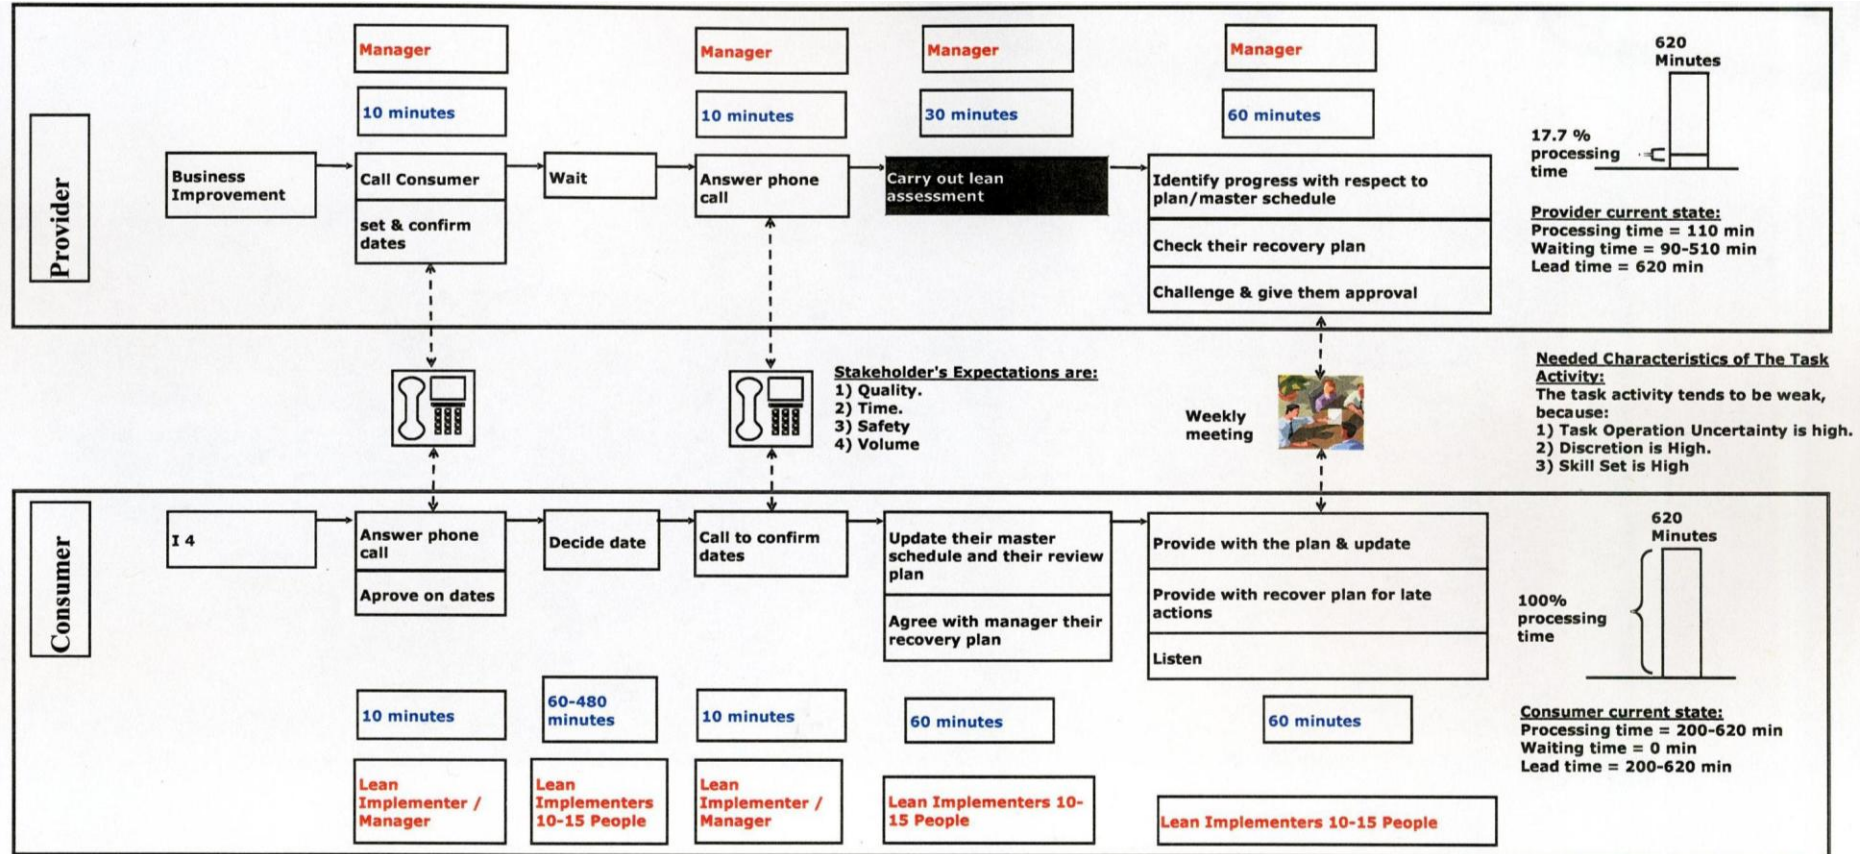 Manager
Manager
Manager
Manager
10 minutes
10 minutes
30 minutes
60 minutes
Provider
Business
Improvement
Call Consumer
set & confirm
dates
Wait
Answer phone
call
Carry out lean
assessment
Identify progress with respect to
plan/master schedule
Check their recovery plan
Challenge & give them approval
620
Minutes
17.7 %
processing
time
Provider current state:
Processing time = 110 min
Waiting time = 90-510 min
Lead time = 620 min
Stakeholder's Expectations are:
1) Quality.
2) Time.
3) Safety
4) Volume
Weekly
meeting
Needed Characteristics of The Task
Activity:
The task activity tends to be weak,
because:
1) Task Operation Uncertainty is high.
2) Discretion is High.
3) Skill Set is High
Consumer
I 4
Answer phone
call
Aprove on dates
Decide date
Call to confirm
dates
Update their master
schedule and their review
plan
Agree with manager their
recovery plan
Provide with the plan & update
Provide with recover plan for late
actions
Listen
620
Minutes
100%
processing
time
10 minutes
60-480
minutes
10 minutes
60 minutes
60 minutes
Consumer current state:
Processing time = 200-620 min
Waiting time = 0 min
Lead time = 200-620 min
Lean
Implementer /
Manager
Lean
Implementers
10-15 People
Lean
Implementer /
Manager
Lean Implementers 10-
15 People
Lean Implementers 10-15 People